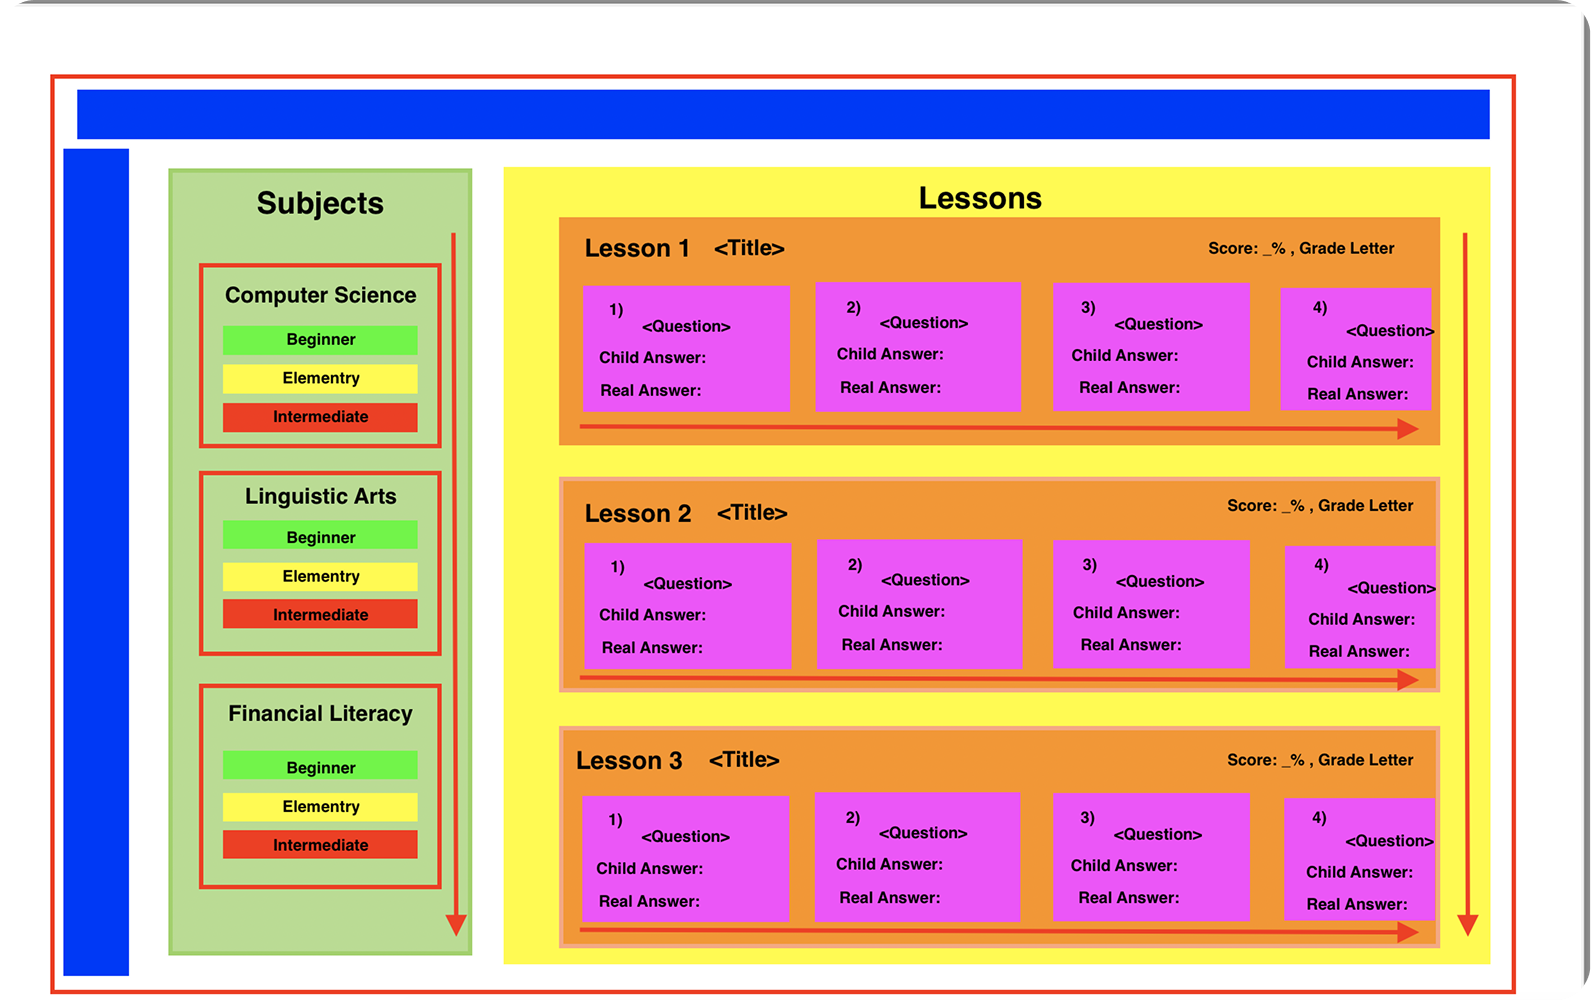 Subjects
Computer Science
Beginner
Elementry
Intermediate
Linguistic Arts
Beginner
Elementry
Intermediate
Financial Literacy
Beginner
Elementry
Intermediate
Lessons
Lesson 1 <Title> Score: _% , Grade Letter
1)
<Question>
Child Answer:
Real Answer:
2)
<Question>
Child Answer:
Real Answer:
3)
<Question>
Child Answer:
Real Answer:
4)
<Question>
Child Answer:
Real Answer:
Lesson 2 <Title> Score: _% , Grade Letter
1)
<Question>
Child Answer:
Real Answer:
2)
<Question>
Child Answer:
Real Answer:
3)
<Question>
Child Answer:
Real Answer:
4)
<Question>
Child Answer:
Real Answer:
Lesson 3 <Title> Score: _% , Grade Letter
1)
<Question>
Child Answer:
Real Answer:
2)
<Question>
Child Answer:
Real Answer:
3)
<Question>
Child Answer:
Real Answer:
4)
<Question>
Child Answer:
Real Answer: